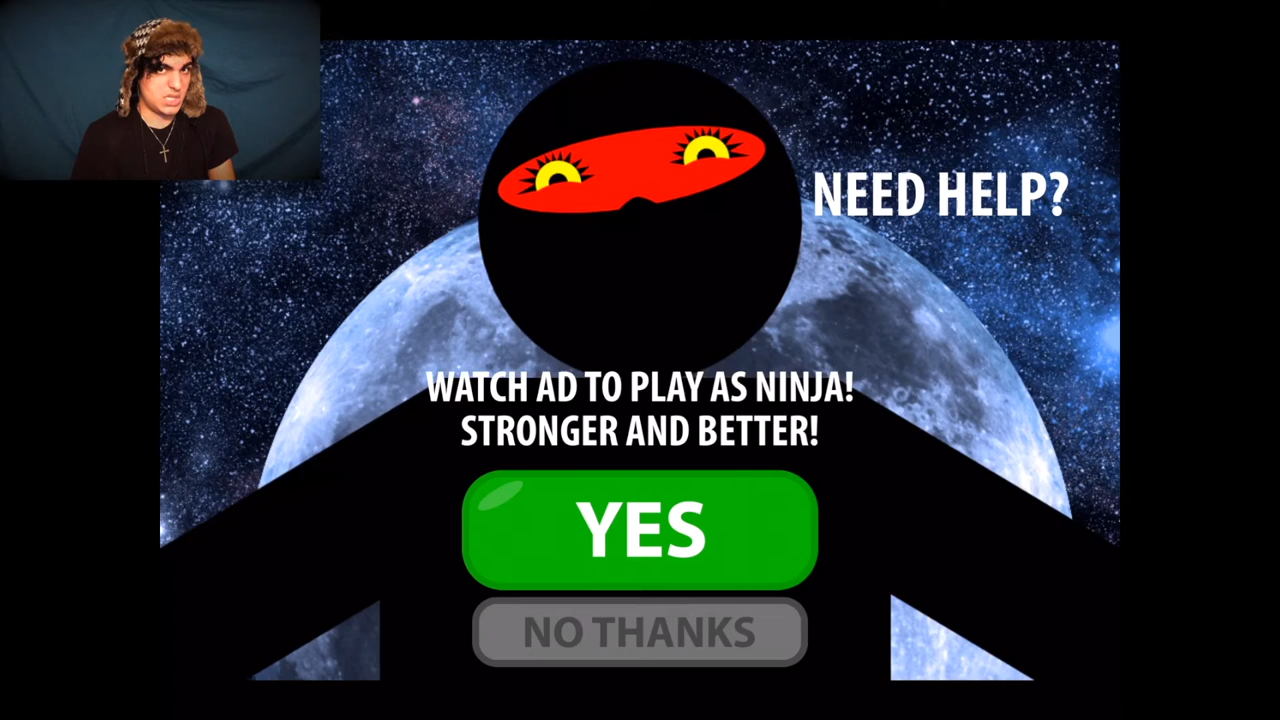 NEED HELP?
WATCH AD TO PLAY AS NINJA!
STRONGER AND BETTER!
YES
NO THANKS